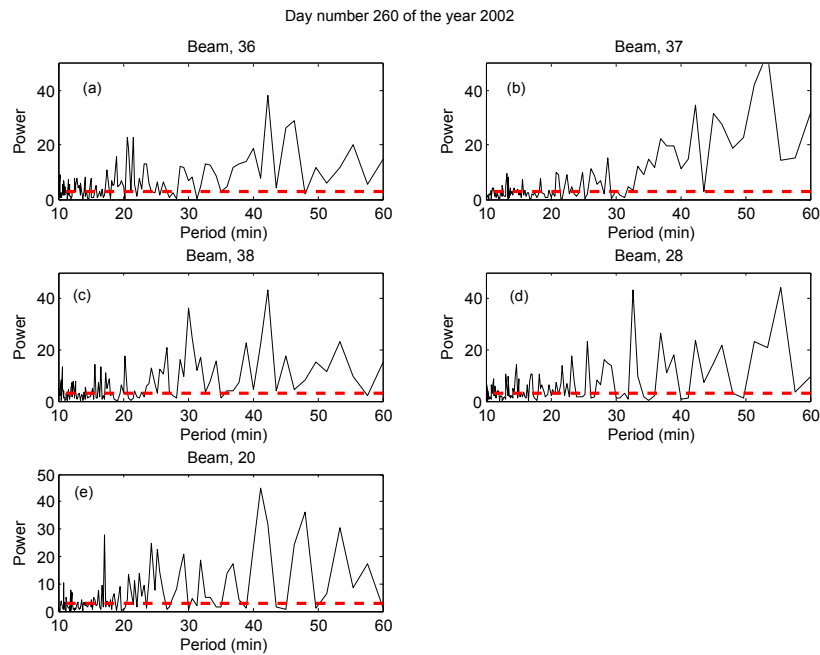 Day number 260 of the year 2002
Beam, 36
(a)
Power
40
20
0
10 20 30 40 50 60
Period (min)
Beam, 37
(b)
Power
40
20
0
10 20 30 40 50 60
Period (min)
Beam, 38
(c)
Power
40
20
0
10 20 30 40 50 60
Period (min)
Beam, 28
(d)
Power
40
20
0
10 20 30 40 50 60
Period (min)
Beam, 20
(e)
Power
50
40
30
20
10
0
10 20 30 40 50 60
Period (min)